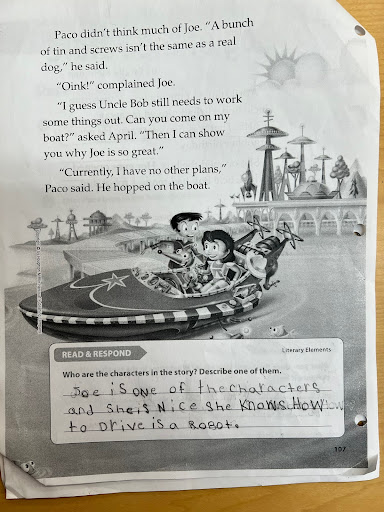 Paco didn't think much of Joe. "A bunch
of tin and screws isn't the same as a real
dog," he said.
"Oink!" complained Joe.
"I guess Uncle Bob still needs to work
some things out. Can you come on my
boat?" asked April. "Then I can show
you why Joe is so great."
"Currently, I have no other plans,"
Paco said. He hopped on the boat.
READ & RESPOND
Literary Elements
Who are the characters in the story? Describe one of them.
Joe is one of the characters
and She is Nice She Knows How
to Drive is a RoBot.
107